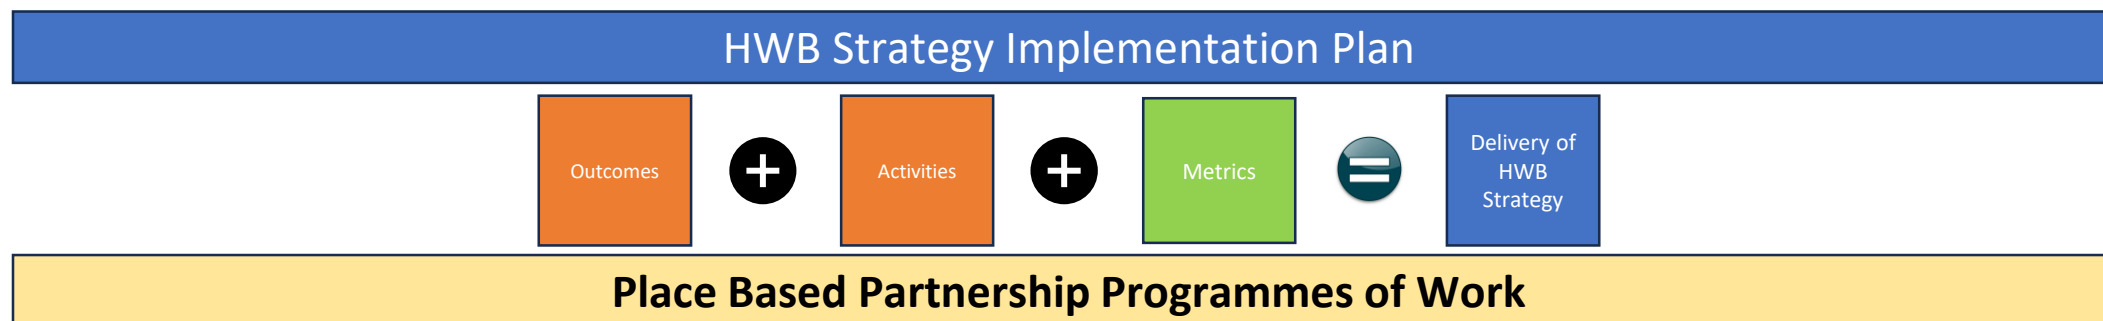 HWB Strategy Implementation Plan
Outcomes
+
Activities
+
Metrics
=
Delivery of
HWB
Strategy
Place Based Partnership Programmes of Work